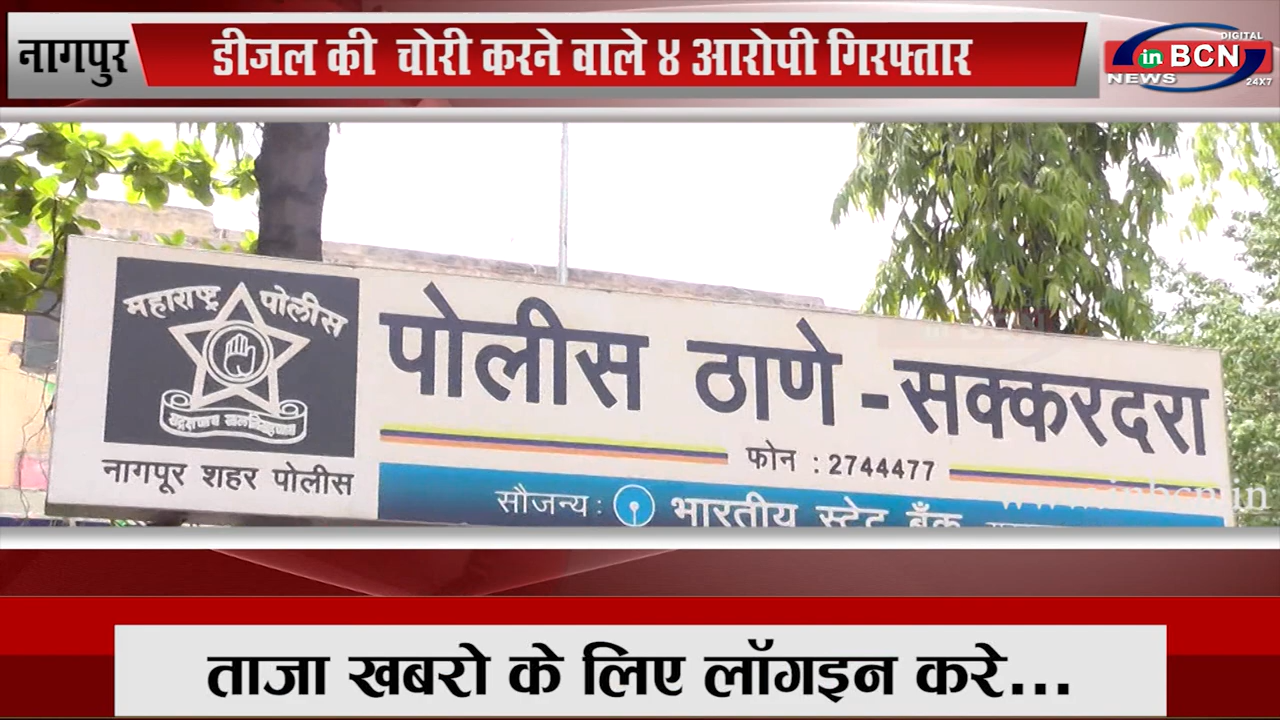 नागपुर
डीजल की चोरी करने वाले ४ आरोपी गिरफ्तार
DIGITAL
in BCN
NEWS 24X7
महाराष्ट्र पोलीस
नागपूर शहर पोलीस
पोलीस ठाणे - सक्करदरा
फोन : 2744477
सौजन्य : भारतीय स्टेट बँक
ताजा खबरो के लिए लॉगइन करे...